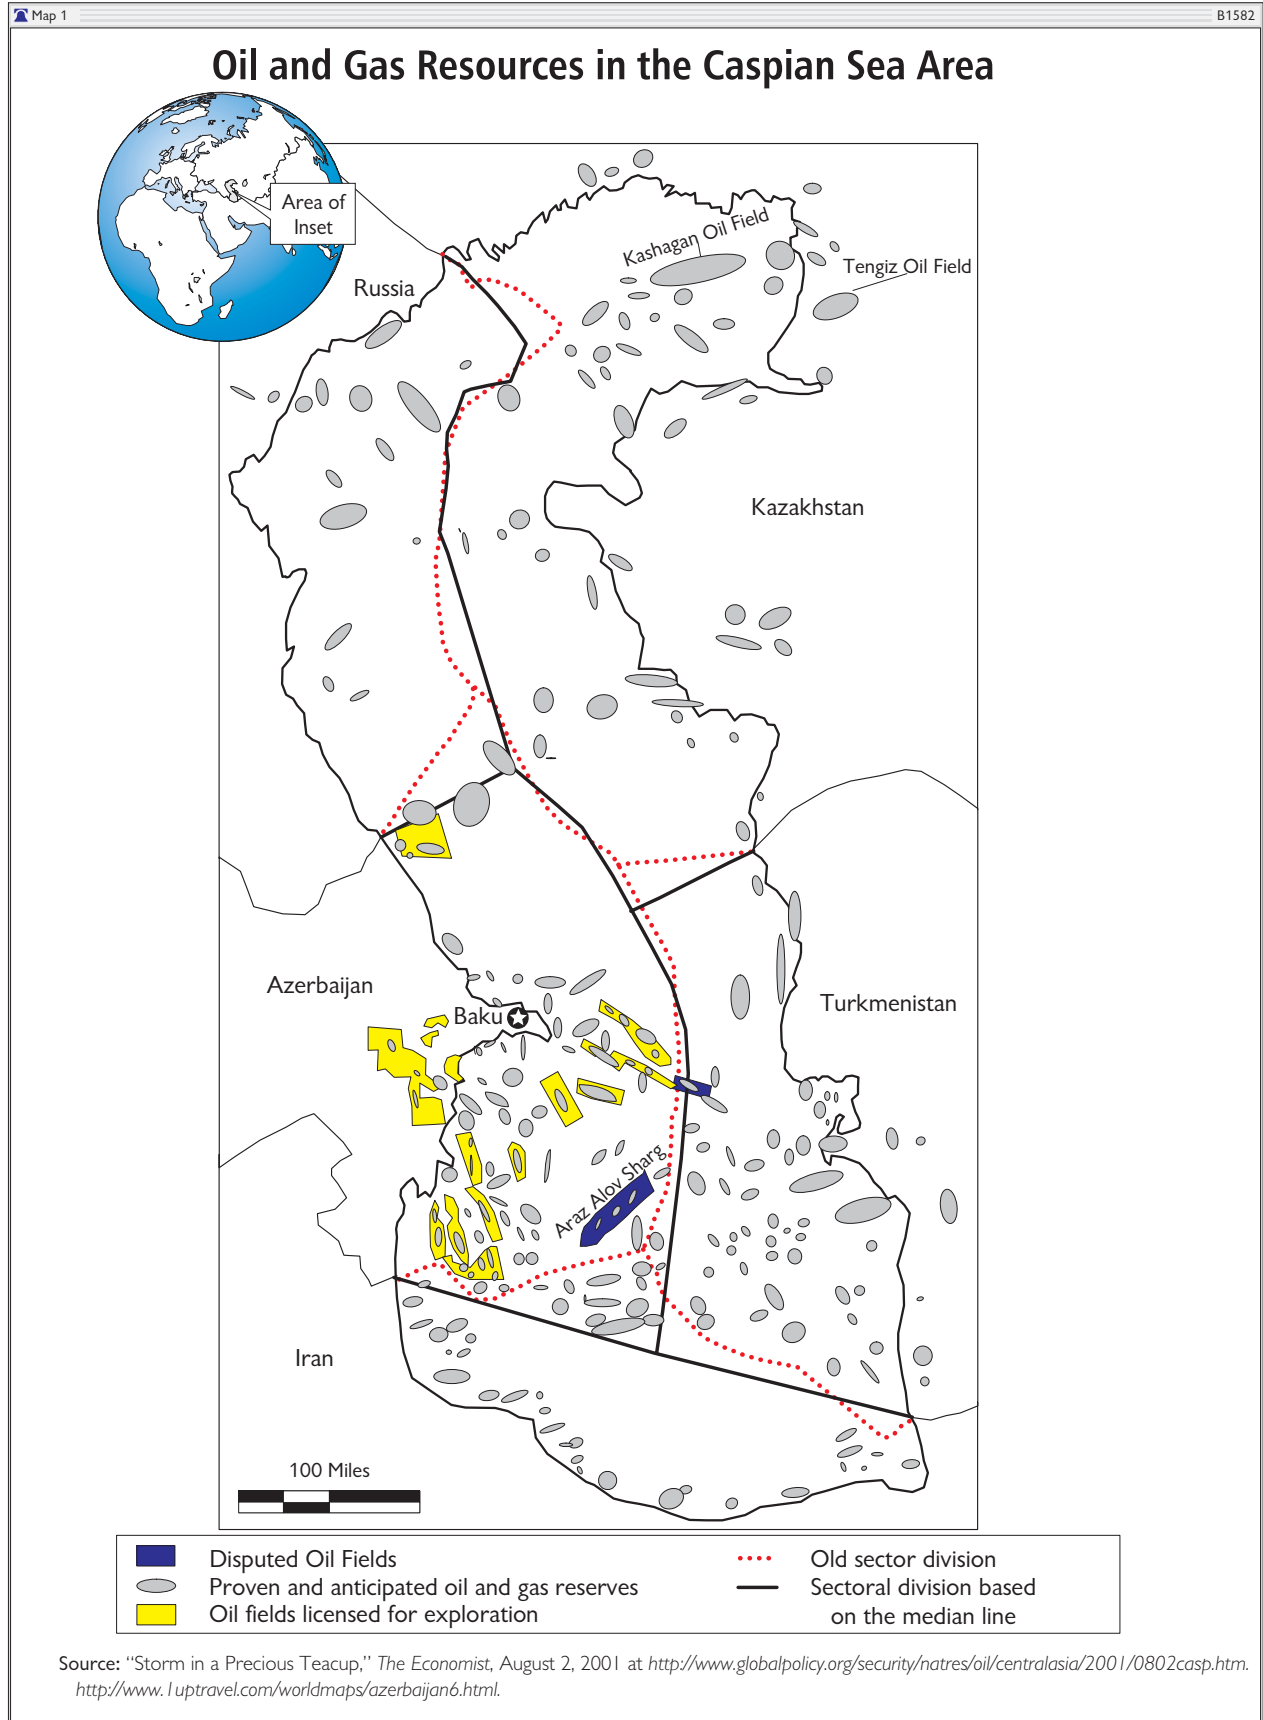 Map 1
B1582
Oil and Gas Resources in the Caspian Sea Area
Area of
Inset
Kashagan Oil Field
Tengiz Oil Field
Russia
Kazakhstan
Azerbaijan
Baku
Turkmenistan
Araz Alov Sharg
Iran
100 Miles
Disputed Oil Fields
Proven and anticipated oil and gas reserves
Oil fields licensed for exploration
Old sector division
Sectoral division based
on the median line
Source: “Storm in a Precious Teacup,” The Economist, August 2, 2001 at http://www.globalpolicy.org/security/natres/oil/centralasia/2001/0802casp.htm.
http://www.1uptravel.com/worldmaps/azerbaijan6.html.